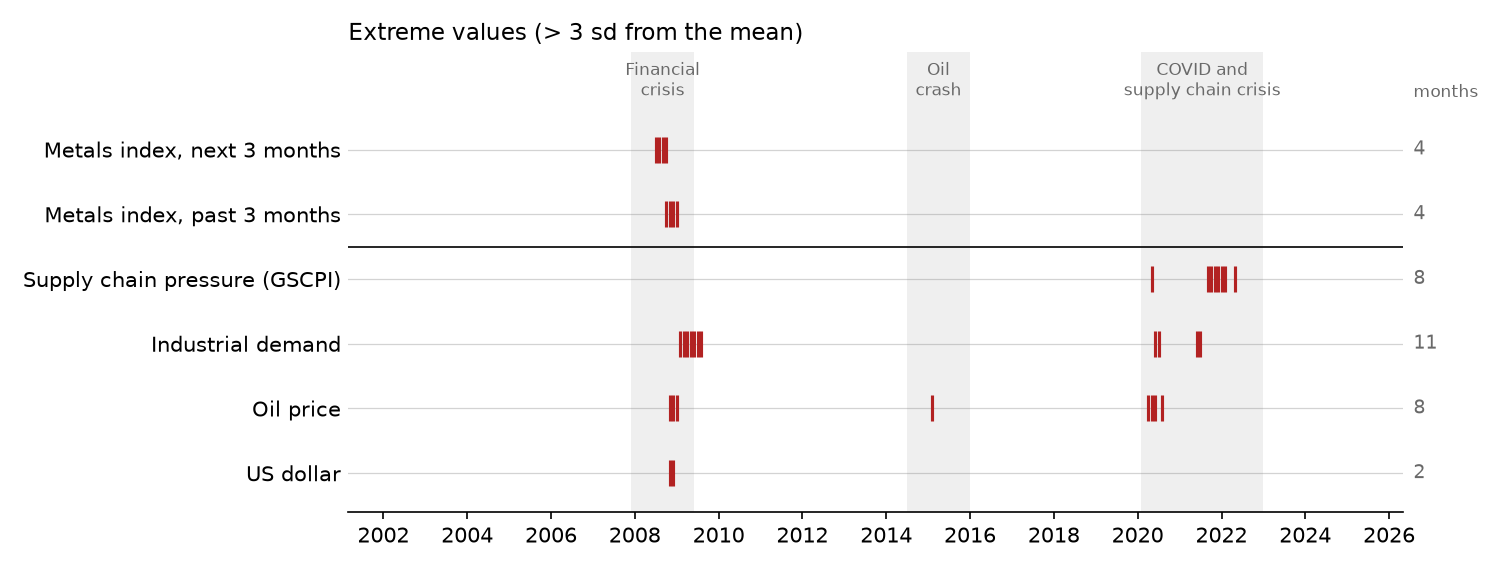 Extreme values (> 3 sd from the mean)
Financial
crisis
Oil
crash
COVID and
supply chain crisis
months
Metals index, next 3 months
4
Metals index, past 3 months
4
Supply chain pressure (GSCPI)
8
Industrial demand
11
Oil price
8
US dollar
2
2002 2004 2006 2008 2010 2012 2014 2016 2018 2020 2022 2024 2026